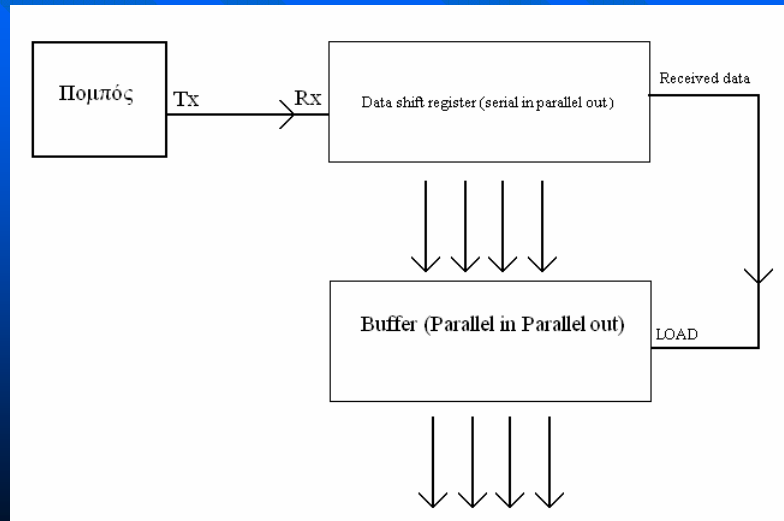 Πομπός
Tx
Rx
Data shift register (serial in parallel out)
Received data
Buffer (Parallel in Parallel out)
LOAD